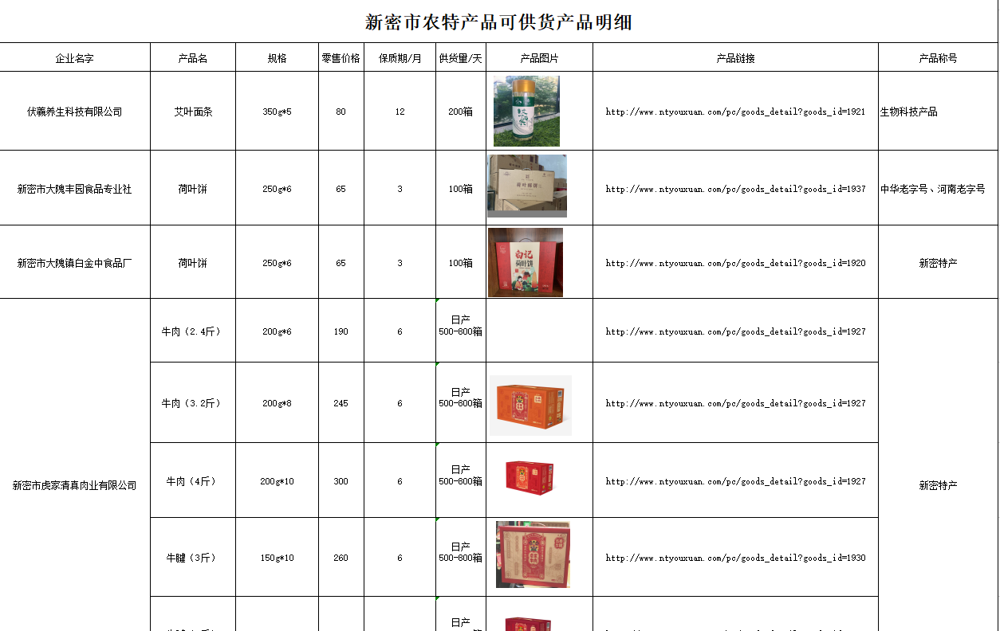 新密市农特产品可供货产品明细
企业名字 产品名 规格 零售价格 保质期/月 供货量/天 产品图片 产品链接 产品称号
伏羲养生科技有限公司 艾叶面条 350g*5 80 12 200箱 http://www.ntyouxuan.com/pc/goods_detail?goods_id=1921 生物科技产品
新密市大隗丰园食品专业社 荷叶饼 250g*6 65 3 100箱 http://www.ntyouxuan.com/pc/goods_detail?goods_id=1937 中华老字号、河南老字号
新密市大隗镇白金中食品厂 荷叶饼 250g*6 65 3 100箱 http://www.ntyouxuan.com/pc/goods_detail?goods_id=1920 新密特产
白记
荷叶饼
牛肉（2.4斤） 200g*6 190 6 日产
500-800箱 http://www.ntyouxuan.com/pc/goods_detail?goods_id=1927
牛肉（3.2斤） 200g*8 245 6 日产
500-800箱 http://www.ntyouxuan.com/pc/goods_detail?goods_id=1927
新密市虎家清真肉业有限公司 牛肉（4斤） 200g*10 300 6 日产
500-800箱 http://www.ntyouxuan.com/pc/goods_detail?goods_id=1927 新密特产
牛腱（3斤） 150g*10 260 6 日产
500-800箱 http://www.ntyouxuan.com/pc/goods_detail?goods_id=1930
日产